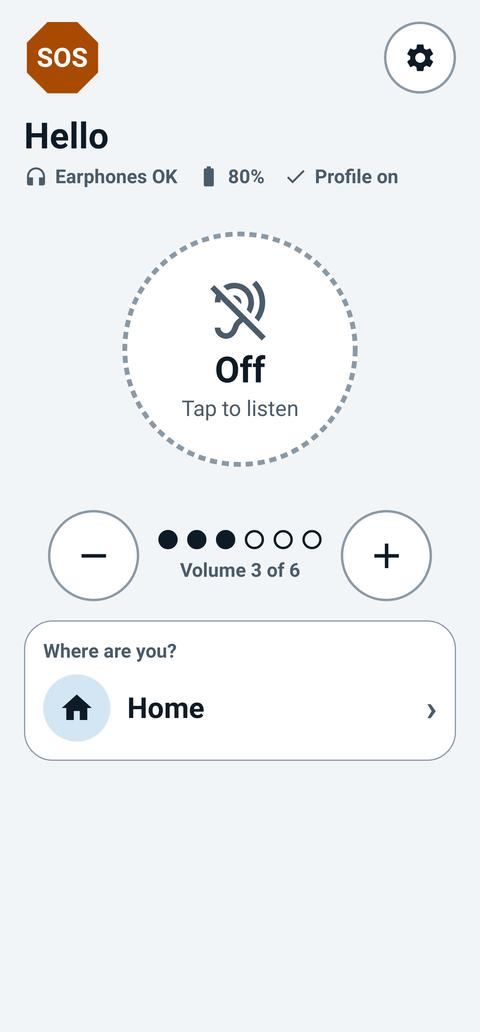 SOS
Hello
Earphones OK 80% Profile on
Off
Tap to listen
Volume 3 of 6
Where are you?
Home